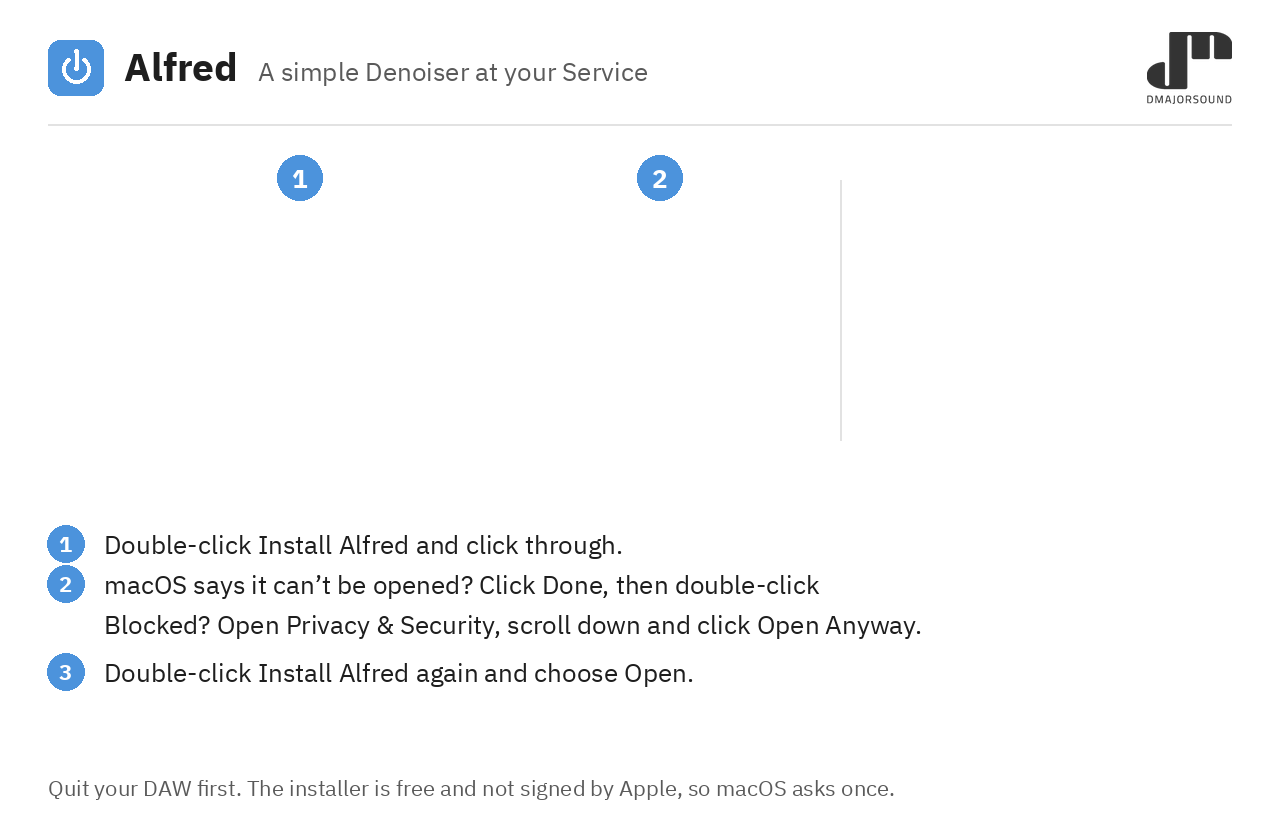 Alfred A simple Denoiser at your Service
DMAJORSOUND
1 2
1 Double-click Install Alfred and click through.
2 macOS says it can’t be opened? Click Done, then double-click
Blocked? Open Privacy & Security, scroll down and click Open Anyway.
3 Double-click Install Alfred again and choose Open.
Quit your DAW first. The installer is free and not signed by Apple, so macOS asks once.